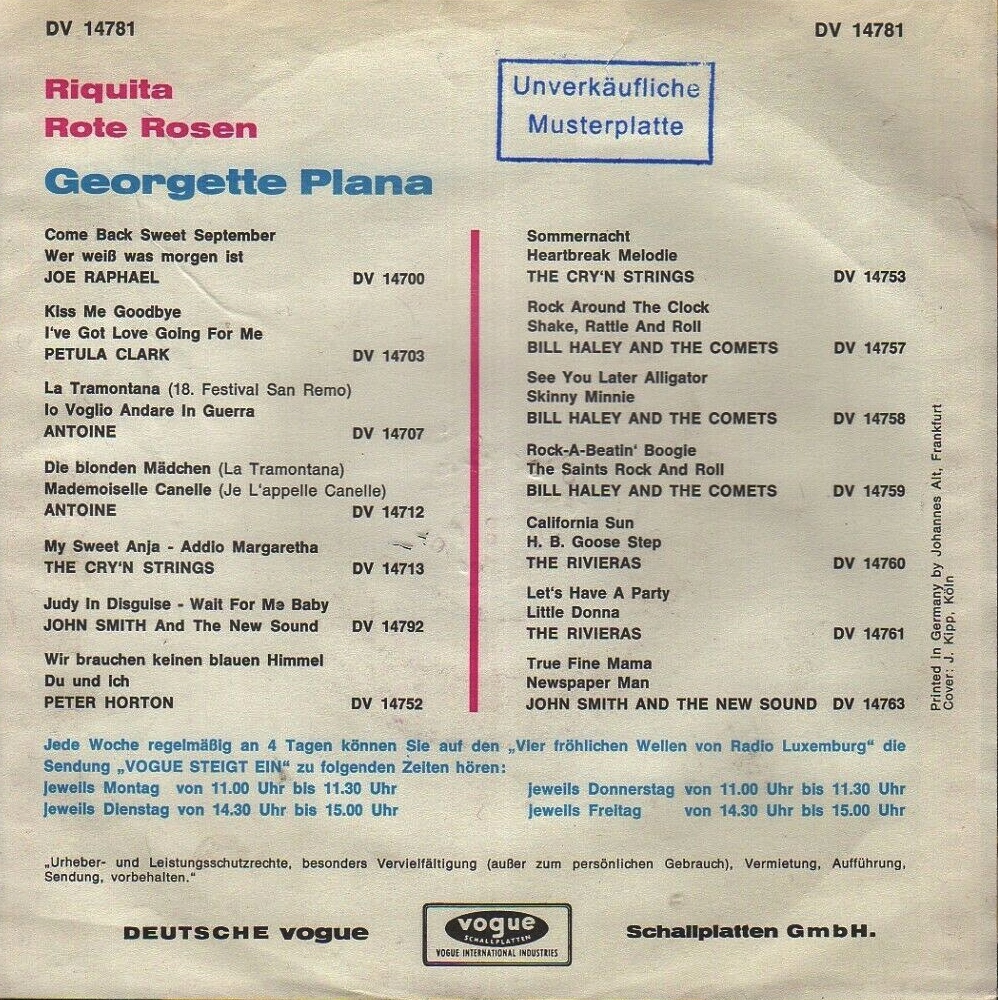 DV 14781
DV 14781
Riquita
Rote Rosen
Georgette Plana
Unverkäufliche
Musterplatte
Come Back Sweet September
Wer weiß was morgen ist
JOE RAPHAEL DV 14700
Kiss Me Goodbye
I've Got Love Going For Me
PETULA CLARK DV 14703
La Tramontana (18. Festival San Remo)
Io Voglio Andare In Guerra
ANTOINE DV 14707
Die blonden Mädchen (La Tramontana)
Mademoiselle Canelle (Je L'appelle Canelle)
ANTOINE DV 14712
My Sweet Anja - Addio Margaretha
THE CRY'N STRINGS DV 14713
Judy In Disguise - Wait For Me Baby
JOHN SMITH And The New Sound DV 14792
Wir brauchen keinen blauen Himmel
Du und ich
PETER HORTON DV 14752
Sommernacht
Heartbreak Melodie
THE CRY'N STRINGS DV 14753
Rock Around The Clock
Shake, Rattle And Roll
BILL HALEY AND THE COMETS DV 14757
See You Later Alligator
Skinny Minnie
BILL HALEY AND THE COMETS DV 14758
Rock-A-Beatin' Boogie
The Saints Rock And Roll
BILL HALEY AND THE COMETS DV 14759
California Sun
H. B. Goose Step
THE RIVIERAS DV 14760
Let's Have A Party
Little Donna
THE RIVIERAS DV 14761
True Fine Mama
Newspaper Man
JOHN SMITH AND THE NEW SOUND DV 14763
Printed in Germany by Johannes Alt, Frankfurt
Cover: J. Kipp, Köln
Jede Woche regelmäßig an 4 Tagen können Sie auf den „Vier fröhlichen Wellen von Radio Luxemburg“ die
Sendung „VOGUE STEIGT EIN“ zu folgenden Zeiten hören:
jeweils Montag von 11.00 Uhr bis 11.30 Uhr
jeweils Dienstag von 14.30 Uhr bis 15.00 Uhr
jeweils Donnerstag von 11.00 Uhr bis 11.30 Uhr
jeweils Freitag von 14.30 Uhr bis 15.00 Uhr
„Urheber- und Leistungsschutzrechte, besonders Vervielfältigung (außer zum persönlichen Gebrauch), Vermietung, Aufführung,
Sendung, vorbehalten.“
DEUTSCHE vogue
vogue
SCHALLPLATTEN
VOGUE INTERNATIONAL INDUSTRIES
Schallplatten GmbH.